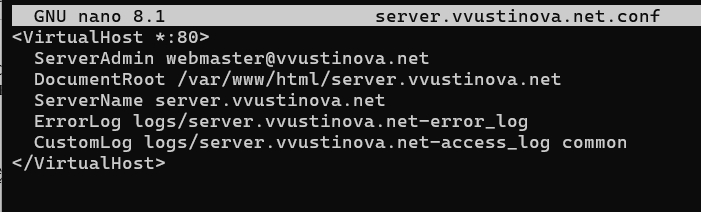 GNU nano 8.1 server.vvustinova.net.conf
<VirtualHost *:80>
ServerAdmin webmaster@vvustinova.net
DocumentRoot /var/www/html/server.vvustinova.net
ServerName server.vvustinova.net
ErrorLog logs/server.vvustinova.net-error_log
CustomLog logs/server.vvustinova.net-access_log common
</VirtualHost>